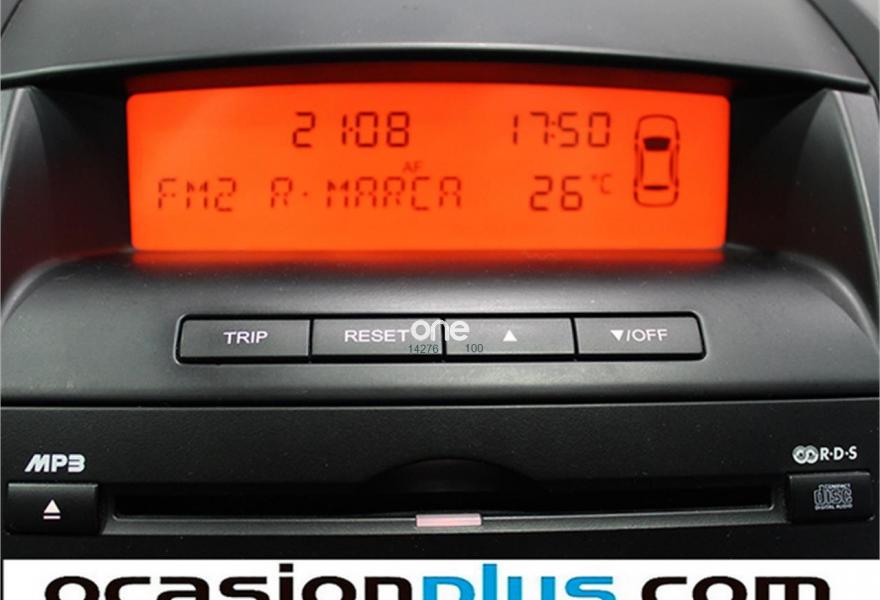 21:08 17:50
AF
FM2 R· MARCA 26 °C
TRIP RESET ▲ ▼/OFF
one
14276 100
MP3
R·D·S
COMPACT
disc
DIGITAL AUDIO
ocasionplus.com